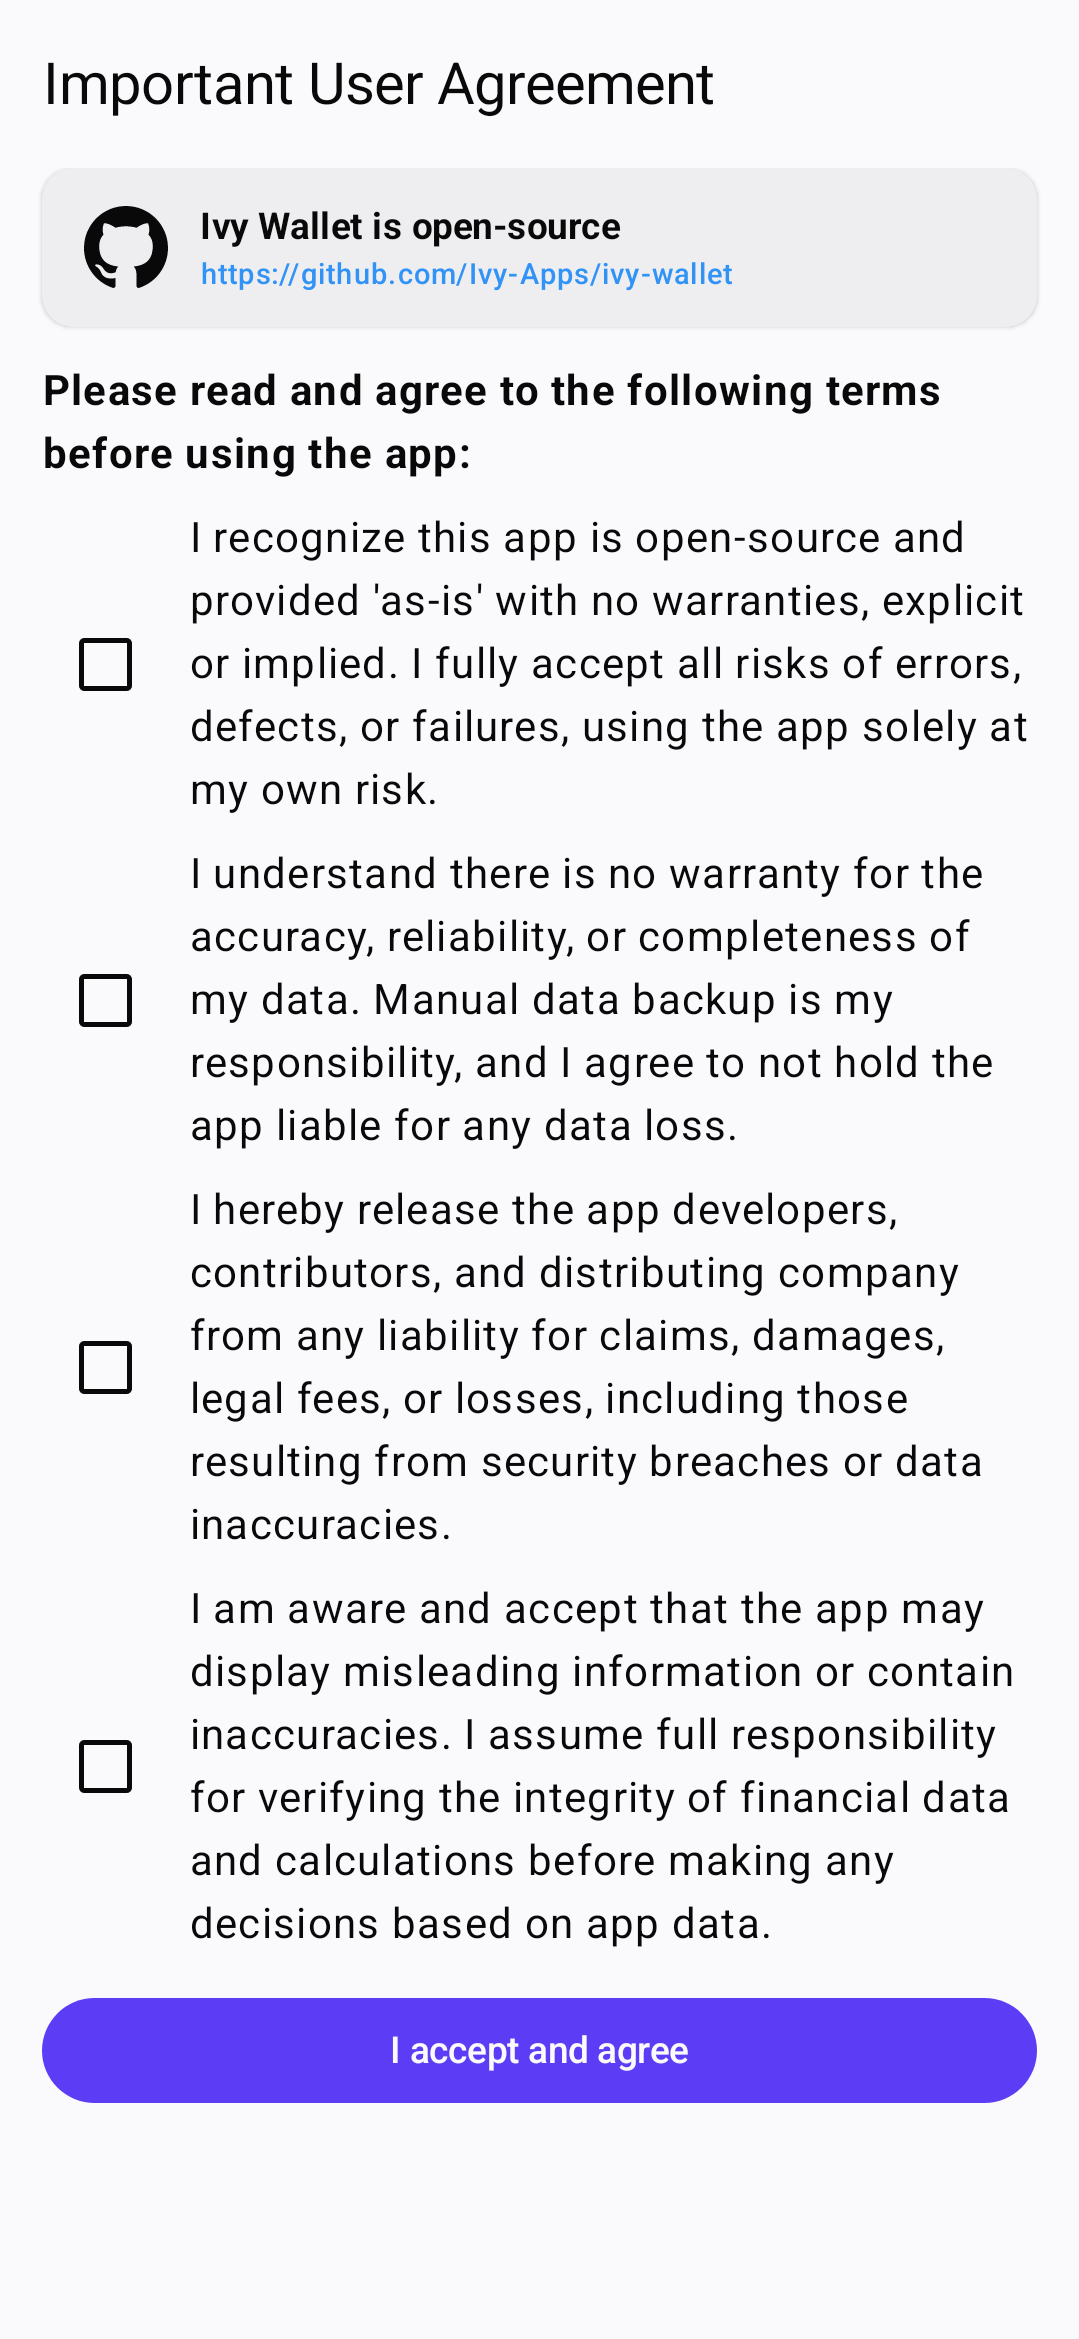 Important User Agreement
Ivy Wallet is open-source
https://github.com/Ivy-Apps/ivy-wallet
Please read and agree to the following terms
before using the app:
I recognize this app is open-source and
provided 'as-is' with no warranties, explicit
or implied. I fully accept all risks of errors,
defects, or failures, using the app solely at
my own risk.
I understand there is no warranty for the
accuracy, reliability, or completeness of
my data. Manual data backup is my
responsibility, and I agree to not hold the
app liable for any data loss.
I hereby release the app developers,
contributors, and distributing company
from any liability for claims, damages,
legal fees, or losses, including those
resulting from security breaches or data
inaccuracies.
I am aware and accept that the app may
display misleading information or contain
inaccuracies. I assume full responsibility
for verifying the integrity of financial data
and calculations before making any
decisions based on app data.
I accept and agree